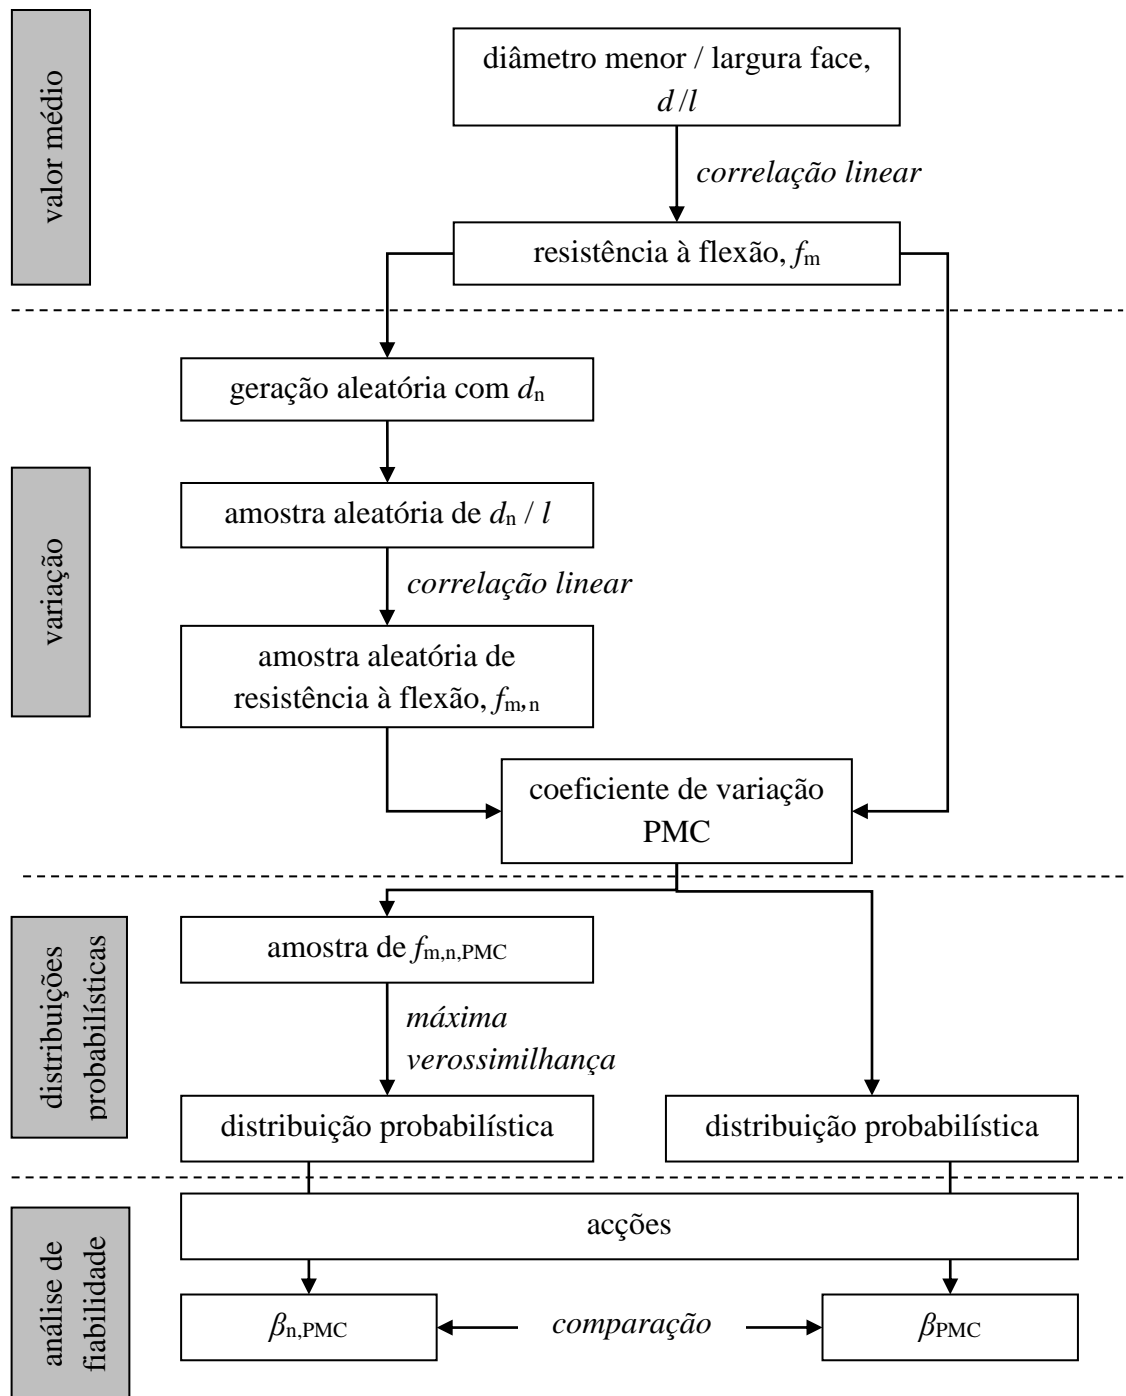 valor médio
diâmetro menor / largura face,
d /l
correlação linear
resistência à flexão, fm
variação
geração aleatória com dn
amostra aleatória de dn / l
correlação linear
amostra aleatória de
resistência à flexão, fm,n
coeficiente de variação
PMC
distribuições
probabilísticas
amostra de fm,n,PMC
máxima
verossimilhança
distribuição probabilística
distribuição probabilística
análise de
fiabilidade
acções
βn,PMC
comparação
βPMC